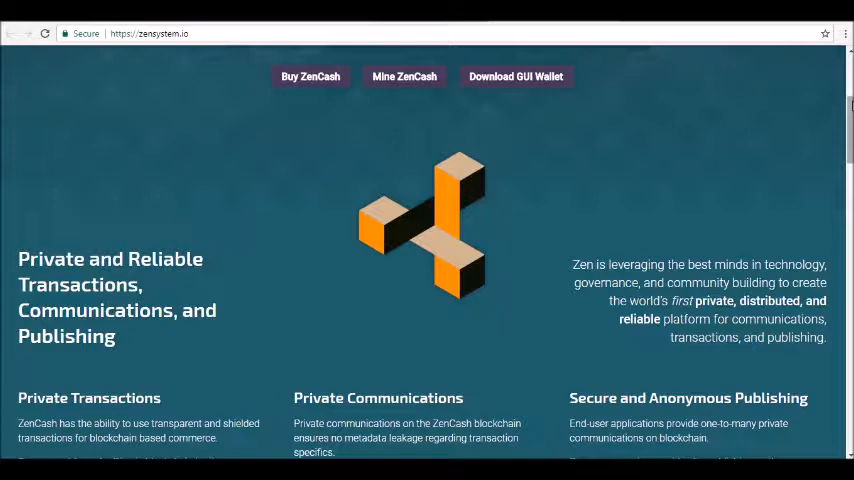 Secure
https://zensystem.io
Buy ZenCash
Mine ZenCash
Download GUI Wallet
Private and Reliable
Transactions,
Communications, and
Publishing
Zen is leveraging the best minds in technology,
governance, and community building to create
the world's first private, distributed, and
reliable platform for communications,
transactions, and publishing.
Private Transactions
ZenCash has the ability to use transparent and shielded
transactions for blockchain based commerce.
Private Communications
Private communications on the ZenCash blockchain
ensures no metadata leakage regarding transaction
specifics.
Secure and Anonymous Publishing
End-user applications provide one-to-many private
communications on blockchain.